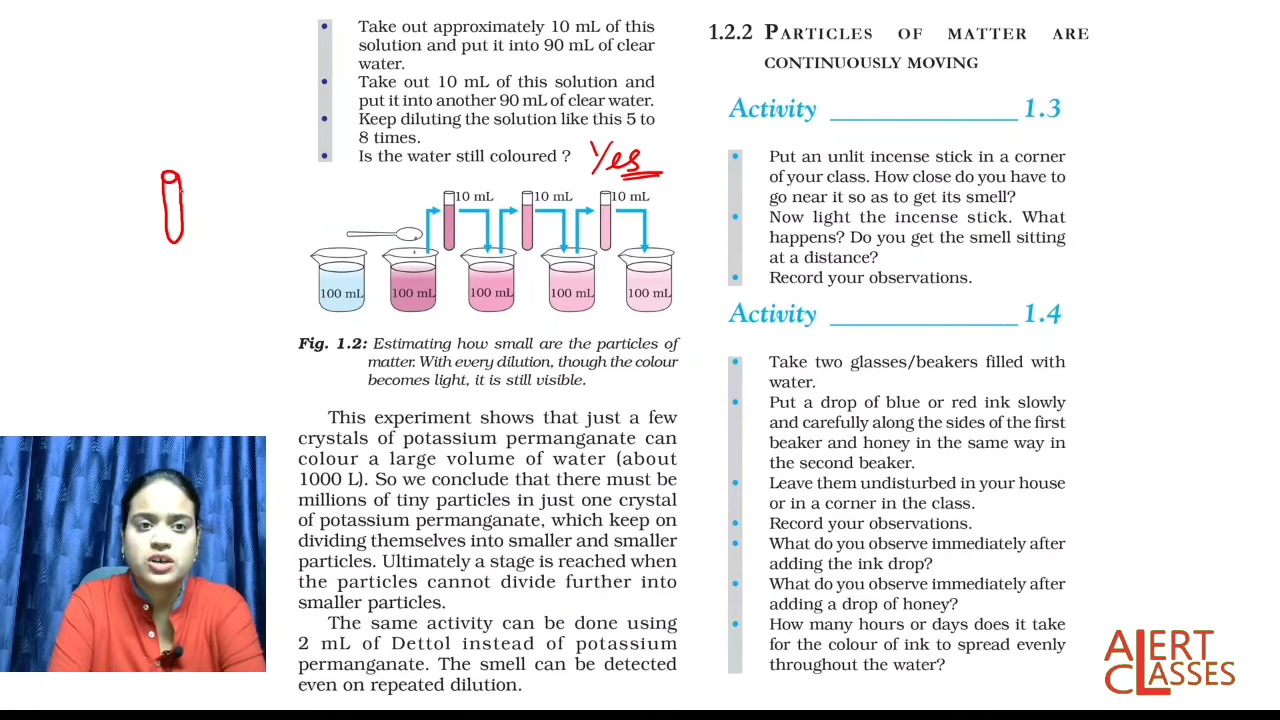 • Take out approximately 10 mL of this
solution and put it into 90 mL of clear
water.
• Take out 10 mL of this solution and
put it into another 90 mL of clear water.
• Keep diluting the solution like this 5 to
8 times.
• Is the water still coloured ? Yes
10 mL 10 mL 10 mL
100 mL 100 mL 100 mL 100 mL 100 mL
Fig. 1.2: Estimating how small are the particles of
matter. With every dilution, though the colour
becomes light, it is still visible.
This experiment shows that just a few
crystals of potassium permanganate can
colour a large volume of water (about
1000 L). So we conclude that there must be
millions of tiny particles in just one crystal
of potassium permanganate, which keep on
dividing themselves into smaller and smaller
particles. Ultimately a stage is reached when
the particles cannot divide further into
smaller particles.
The same activity can be done using
2 mL of Dettol instead of potassium
permanganate. The smell can be detected
even on repeated dilution.
1.2.2 PARTICLES OF MATTER ARE
CONTINUOUSLY MOVING
Activity ______________ 1.3
• Put an unlit incense stick in a corner
of your class. How close do you have to
go near it so as to get its smell?
• Now light the incense stick. What
happens? Do you get the smell sitting
at a distance?
• Record your observations.
Activity ______________ 1.4
• Take two glasses/beakers filled with
water.
• Put a drop of blue or red ink slowly
and carefully along the sides of the first
beaker and honey in the same way in
the second beaker.
• Leave them undisturbed in your house
or in a corner in the class.
• Record your observations.
• What do you observe immediately after
adding the ink drop?
• What do you observe immediately after
adding a drop of honey?
• How many hours or days does it take
for the colour of ink to spread evenly
throughout the water?
ALERT
CLASSES